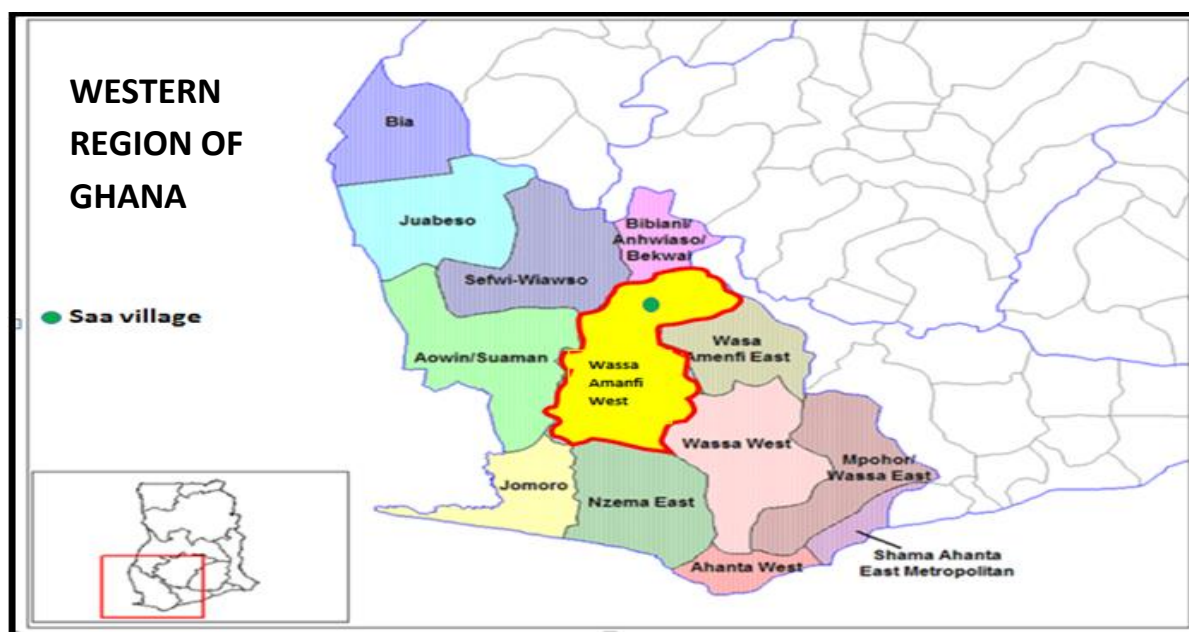 WESTERN
REGION OF
GHANA
Bia
Juabeso
Bibiani/
Anhwiaso/
Bekwai
Sefwi-Wiawso
Saa village
Aowin/Suaman
Wassa
Amanfi
West
Wasa
Amenfi East
Wassa West
Mpohor/
Wassa East
Jomoro
Nzema East
Shama Ahanta
East Metropolitan
Ahanta West